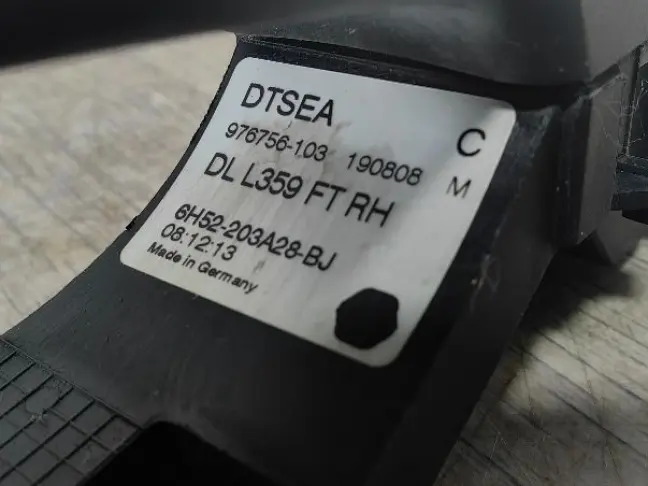 DTSEA C
976756-103 190808 M
DL L359 FT RH
6H52-203A28-BJ
08:12:13
Made in Germany